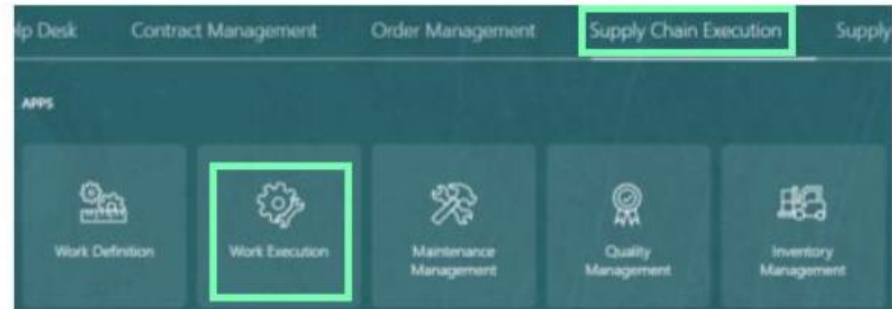 lp Desk Contract Management Order Management Supply Chain Execution Supply
APPS
Work Definition Work Execution Maintenance Management Quality Management Inventory Management